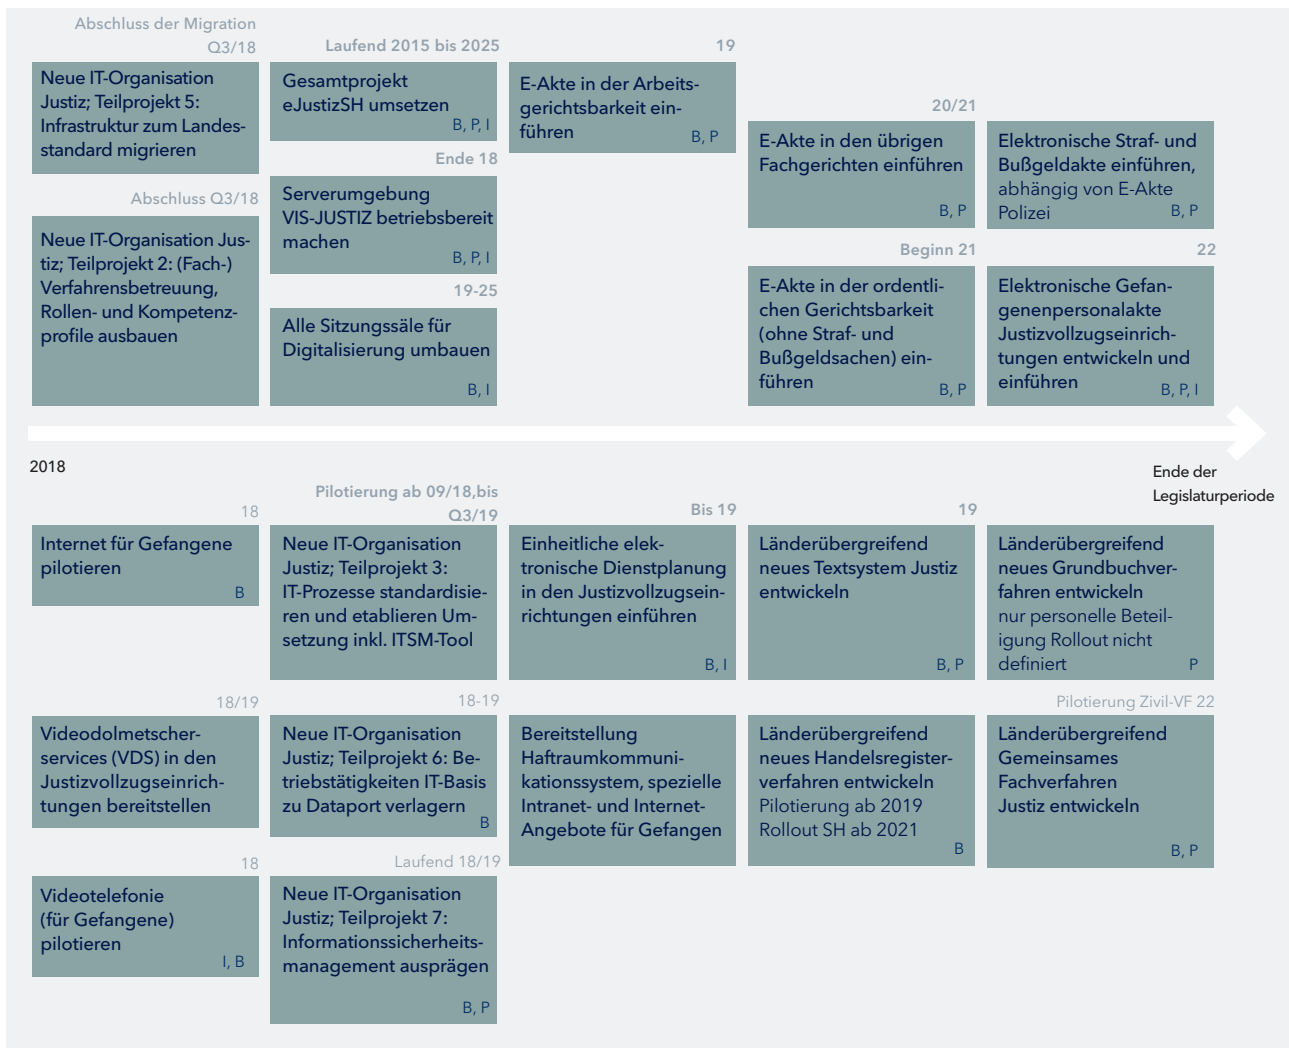 Abschluss der Migration
Q3/18
Neue IT-Organisation
Justiz; Teilprojekt 5:
Infrastruktur zum Landes-
standard migrieren
Abschluss Q3/18
Neue IT-Organisation Jus-
tiz; Teilprojekt 2: (Fach-)
Verfahrensbetreuung,
Rollen- und Kompetenz-
profile ausbauen
Laufend 2015 bis 2025
Gesamtprojekt
eJustizSH umsetzen
B, P, I
Ende 18
Serverumgebung
VIS-JUSTIZ betriebsbereit
machen
B, P, I
19-25
Alle Sitzungssäle für
Digitalisierung umbauen
B, I
19
E-Akte in der Arbeits-
gerichtsbarkeit ein-
führen
B, P
20/21
E-Akte in den übrigen
Fachgerichten einführen
B, P
Beginn 21
E-Akte in der ordentli-
chen Gerichtsbarkeit
(ohne Straf- und
Bußgeldsachen) ein-
führen
B, P
Elektronische Straf- und
Bußgeldakte einführen,
abhängig von E-Akte
Polizei
B, P
22
Elektronische Gefan-
genenpersonalakte
Justizvollzugseinrich-
tungen entwickeln und
einführen
B, P, I
2018
Ende der
Legislaturperiode
18
Internet für Gefangene
pilotieren
B
18/19
Videodolmetscher-
services (VDS) in den
Justizvollzugseinrich-
tungen bereitstellen
18
Videotelefonie
(für Gefangene)
pilotieren
I, B
Pilotierung ab 09/18,bis
Q3/19
Neue IT-Organisation
Justiz; Teilprojekt 3:
IT-Prozesse standardisie-
ren und etablieren Um-
setzung inkl. ITSM-Tool
18-19
Neue IT-Organisation
Justiz; Teilprojekt 6: Be-
triebstätigkeiten IT-Basis
zu Dataport verlagern
B
Laufend 18/19
Neue IT-Organisation
Justiz; Teilprojekt 7:
Informationssicherheits-
management ausprägen
B, P
Bis 19
Einheitliche elek-
tronische Dienstplanung
in den Justizvollzugsein-
richtungen einführen
B, I
Bereitstellung
Haftraumkommuni-
kationssystem, spezielle
Intranet- und Internet-
Angebote für Gefangen
19
Länderübergreifend
neues Textsystem Justiz
entwickeln
B, P
Länderübergreifend
neues Handelsregister-
verfahren entwickeln
Pilotierung ab 2019
Rollout SH ab 2021
B
Länderübergreifend
neues Grundbuchver-
fahren entwickeln
nur personelle Beteil-
igung Rollout nicht
definiert
P
Pilotierung Zivil-VF 22
Länderübergreifend
Gemeinsames
Fachverfahren
Justiz entwickeln
B, P